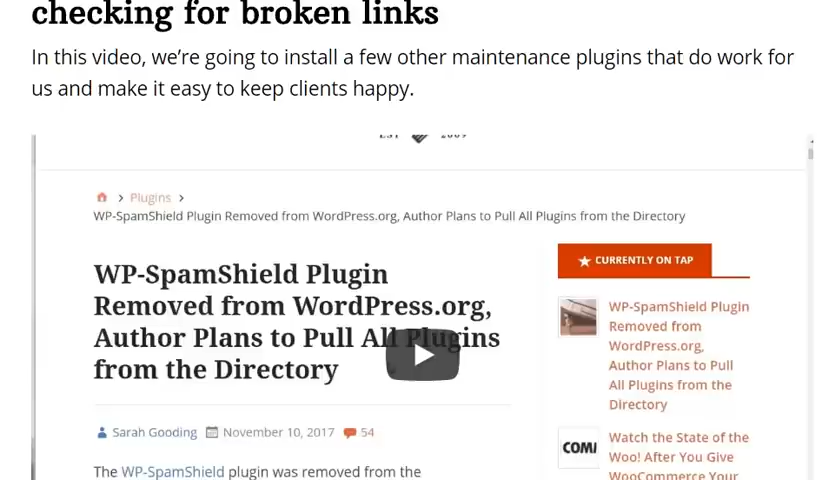 checking for broken links
In this video, we're going to install a few other maintenance plugins that do work for
us and make it easy to keep clients happy.
EST 2009
Plugins
WP-SpamShield Plugin Removed from WordPress.org, Author Plans to Pull All Plugins from the Directory
WP-SpamShield Plugin
Removed from WordPress.org,
Author Plans to Pull All Plugins
from the Directory
Sarah Gooding November 10, 2017 54
The WP-SpamShield plugin was removed from the
CURRENTLY ON TAP
WP-SpamShield Plugin
Removed from
WordPress.org,
Author Plans to Pull
All Plugins from the
Directory
COM
Watch the State of the
Woo! After You Give
WooCommerce Your